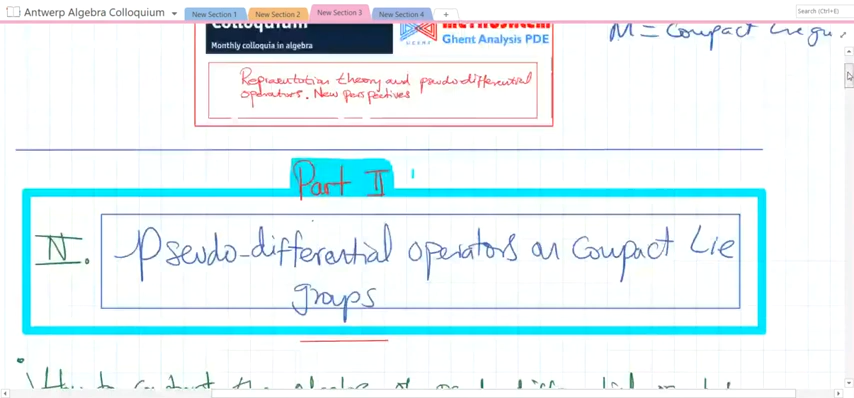 Antwerp Algebra Colloquium
New Section 1
New Section 2
New Section 3
New Section 4
+
Search (Ctrl+E)
Monthly colloquia in algebra
Ghent Analysis PDE
M = Compact Lie
Representation theory and pseudo-differential
operators. New perspectives
Part II
IV.
Pseudo-differential operators on Compact Lie
groups